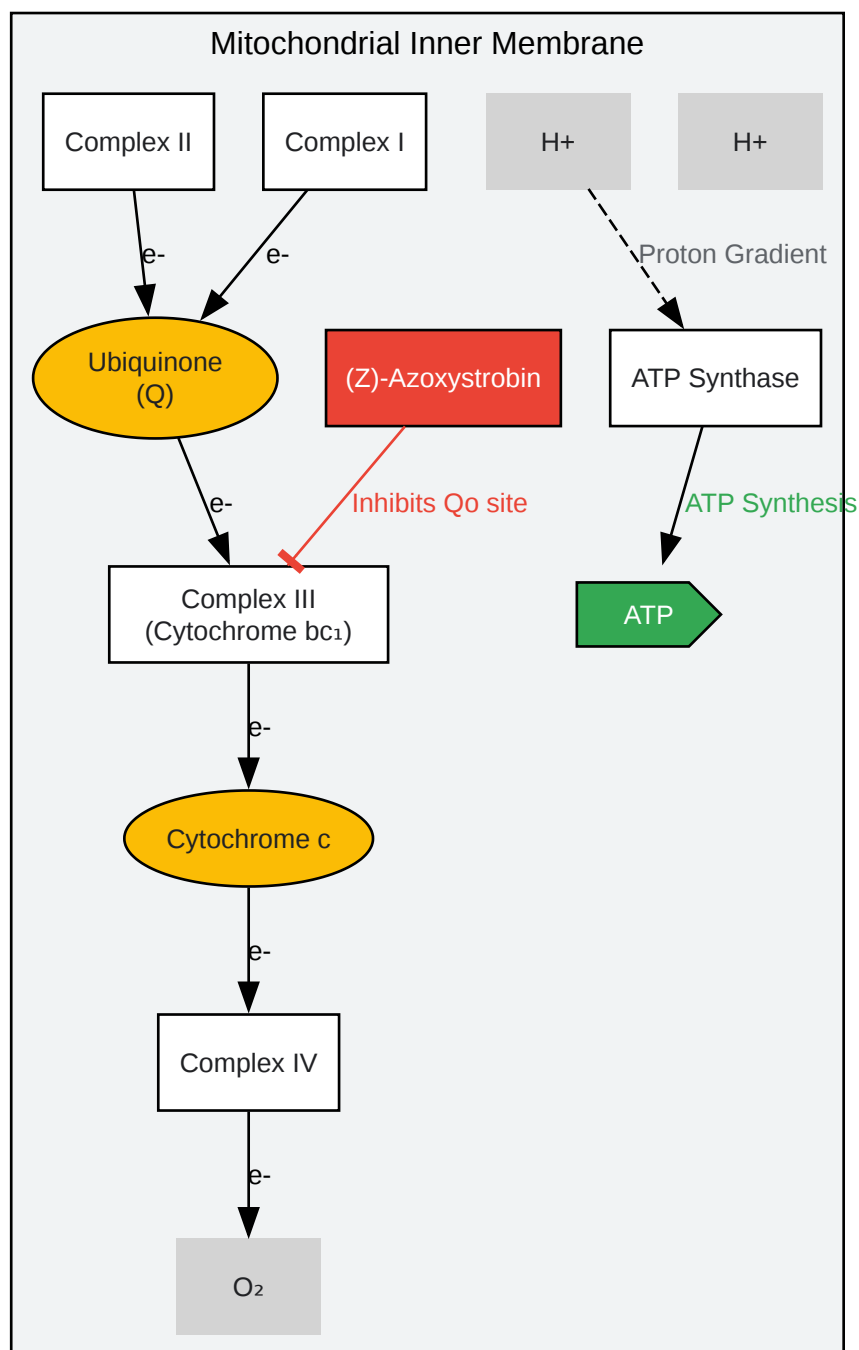 Mitochondrial Inner Membrane
Complex II
Complex I
H+
H+
e-
e-
Proton Gradient
Ubiquinone
(Q)
(Z)-Azoxystrobin
ATP Synthase
e-
Inhibits Qo site
ATP Synthesis
Complex III
(Cytochrome bc₁)
ATP
e-
Cytochrome c
e-
Complex IV
e-
O₂